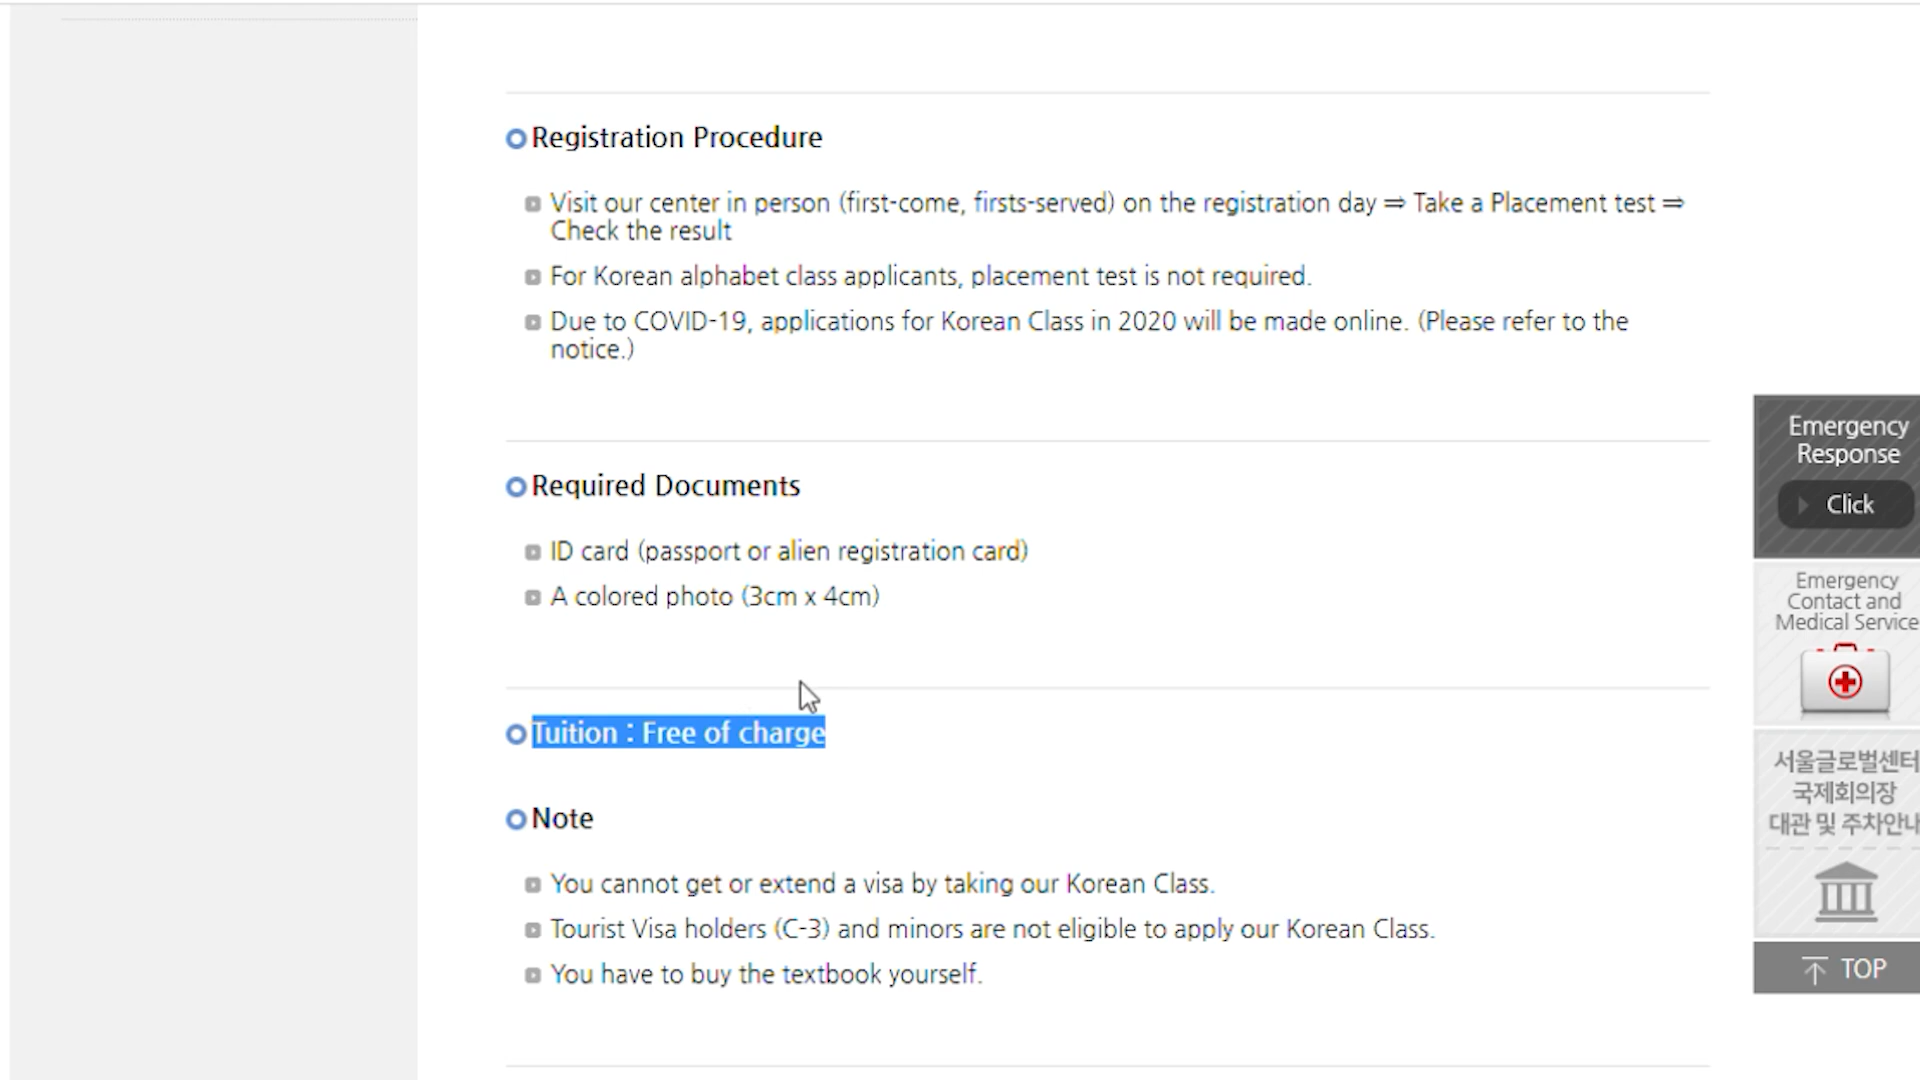 Registration Procedure
Visit our center in person (first-come, firsts-served) on the registration day ⇒ Take a Placement test ⇒
Check the result
For Korean alphabet class applicants, placement test is not required.
Due to COVID-19, applications for Korean Class in 2020 will be made online. (Please refer to the
notice.)
Required Documents
ID card (passport or alien registration card)
A colored photo (3cm x 4cm)
Tuition : Free of charge
Note
You cannot get or extend a visa by taking our Korean Class.
Tourist Visa holders (C-3) and minors are not eligible to apply our Korean Class.
You have to buy the textbook yourself.
Emergency
Response
Click
Emergency
Contact and
Medical Service
서울글로벌센터
국제회의장
대관 및 주차안내
TOP